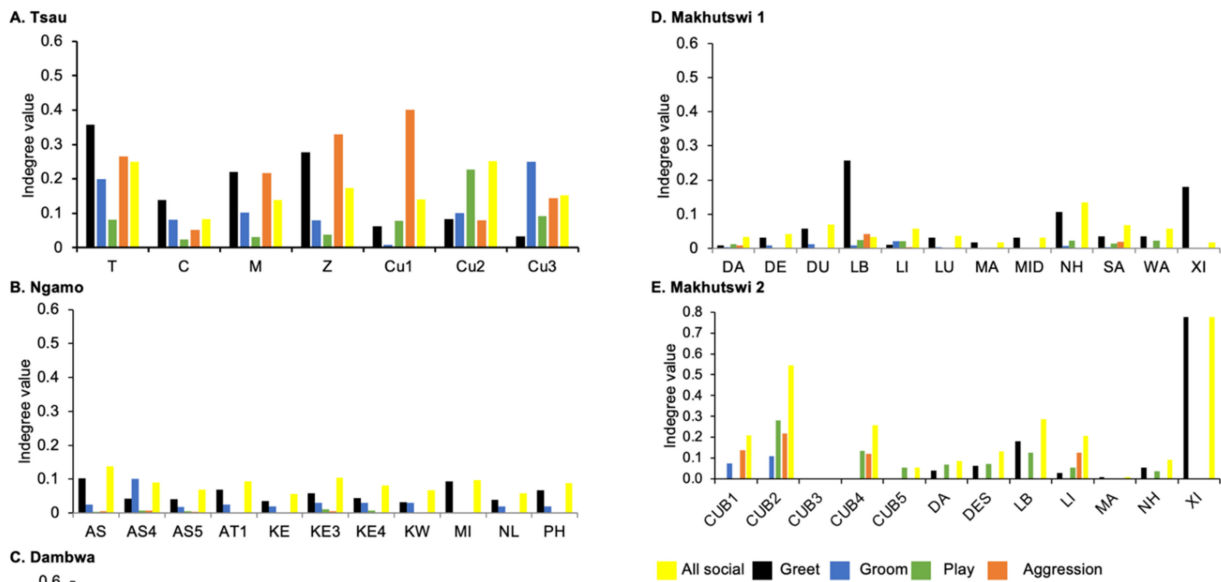 A. Tsau
Indegree value
0.6
0.5
0.4
0.3
0.2
0.1
0
T C M Z Cu1 Cu2 Cu3
B. Ngamo
Indegree value
0.6
0.5
0.4
0.3
0.2
0.1
0
AS AS4 AS5 AT1 KE KE3 KE4 KW MI NL PH
C. Dambwa
0.6
D. Makhutswi 1
Indegree value
0.6
0.5
0.4
0.3
0.2
0.1
0
DA DE DU LB LI LU MA MID NH SA WA XI
E. Makhutswi 2
Indegree value
0.8
0.7
0.6
0.5
0.4
0.3
0.2
0.1
0.0
CUB1 CUB2 CUB3 CUB4 CUB5 DA DES LB LI MA NH XI
All social Greet Groom Play Aggression